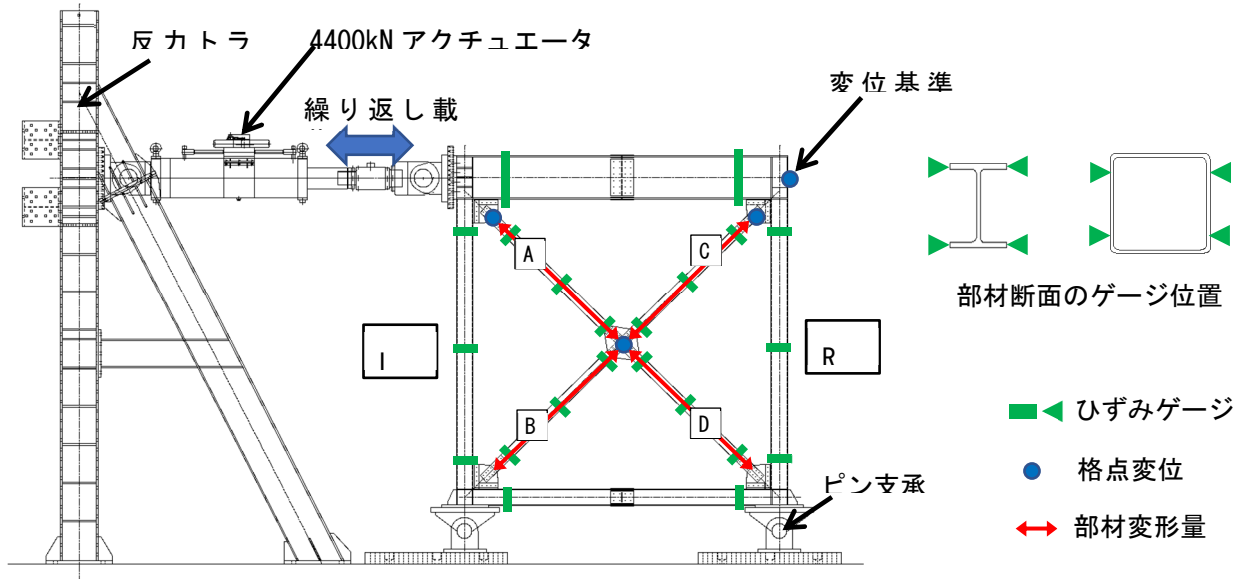 反力トラ
4400kN アクチュエータ
繰り返し載
変位基準
A
C
I
R
B
D
ピン支承
部材断面のゲージ位置
ひずみゲージ
格点変位
部材変形量